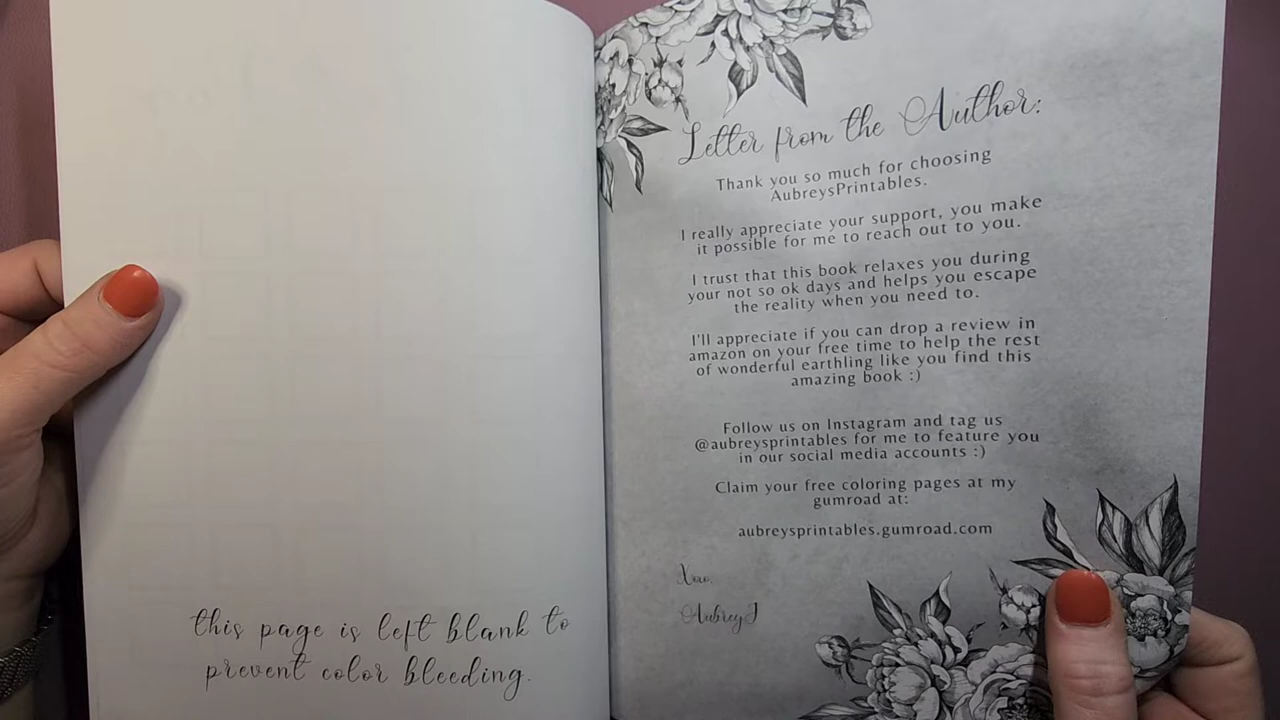 this page is left blank to
prevent color bleeding.
Letter from the Author:
Thank you so much for choosing
AubreysPrintables.
I really appreciate your support, you make
it possible for me to reach out to you.
I trust that this book relaxes you during
your not so ok days and helps you escape
the reality when you need to.
I'll appreciate if you can drop a review in
amazon on your free time to help the rest
of wonderful earthling like you find this
amazing book :)
Follow us on Instagram and tag us
@aubreysprintables for me to feature you
in our social media accounts :)
Claim your free coloring pages at my
gumroad at:
aubreysprintables.gumroad.com
Xoxo,
AubreyJ